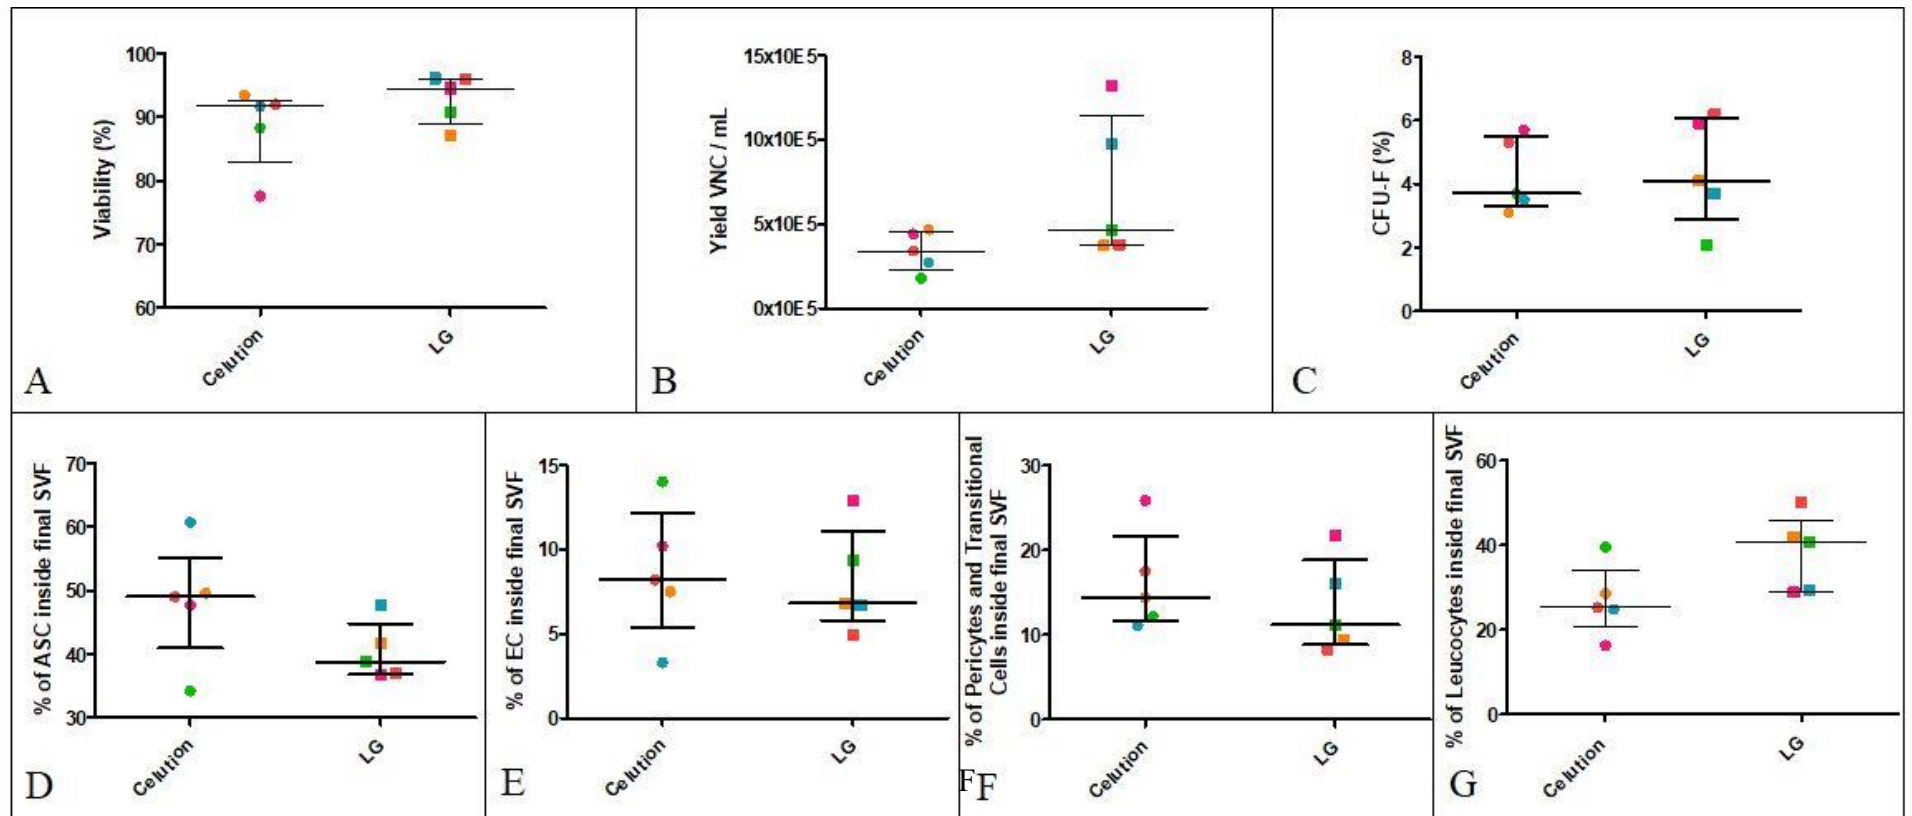 Viability (%)
100
90
80
70
60
Celution
LG
A
Yield VNC / mL
15x10E5
10x10E5
5x10E5
0x10E5
Celution
LG
B
CFU-F (%)
8
6
4
2
0
Celution
LG
C
% of ASC inside final SVF
70
60
50
40
30
Celution
LG
D
% of EC inside final SVF
15
10
5
0
Celution
LG
E
% of Pericytes and Transitional
Cells inside final SVF
30
20
10
0
Celution
LG
F
F
% of Leucocytes inside final SVF
60
40
20
0
Celution
LG
G